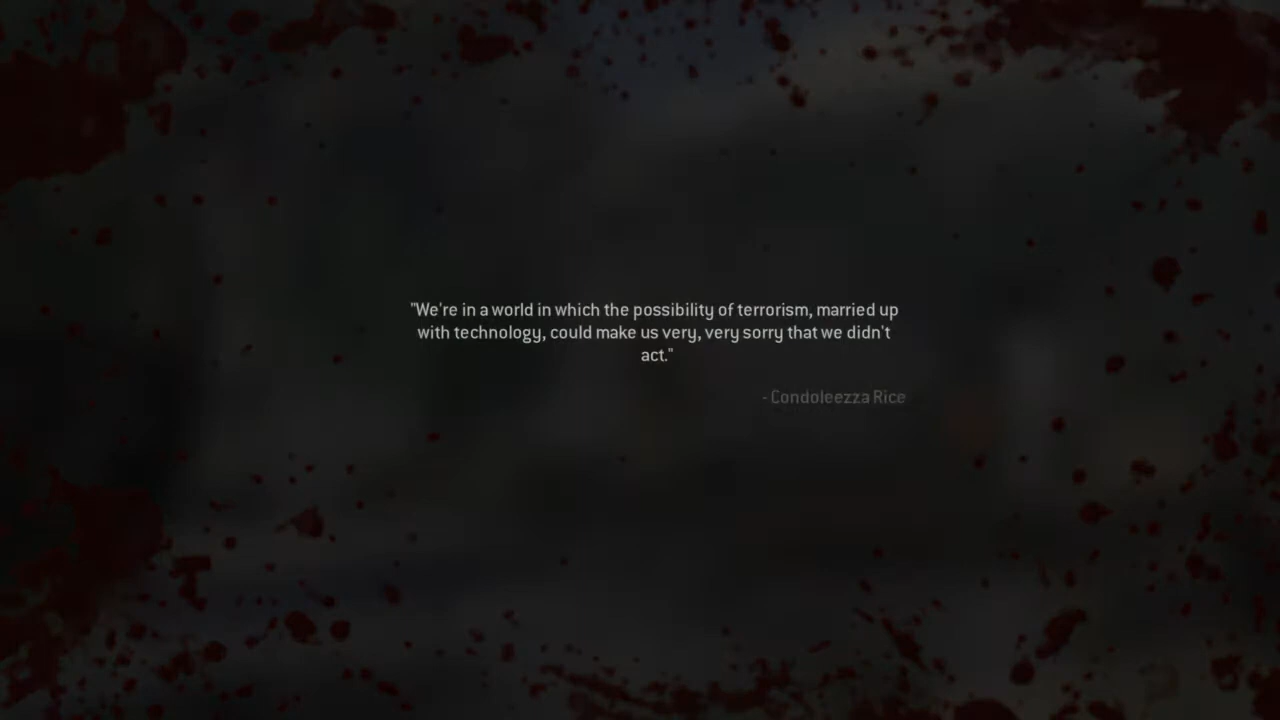 "We're in a world in which the possibility of terrorism, married up
with technology, could make us very, very sorry that we didn't
act."
- Condoleezza Rice